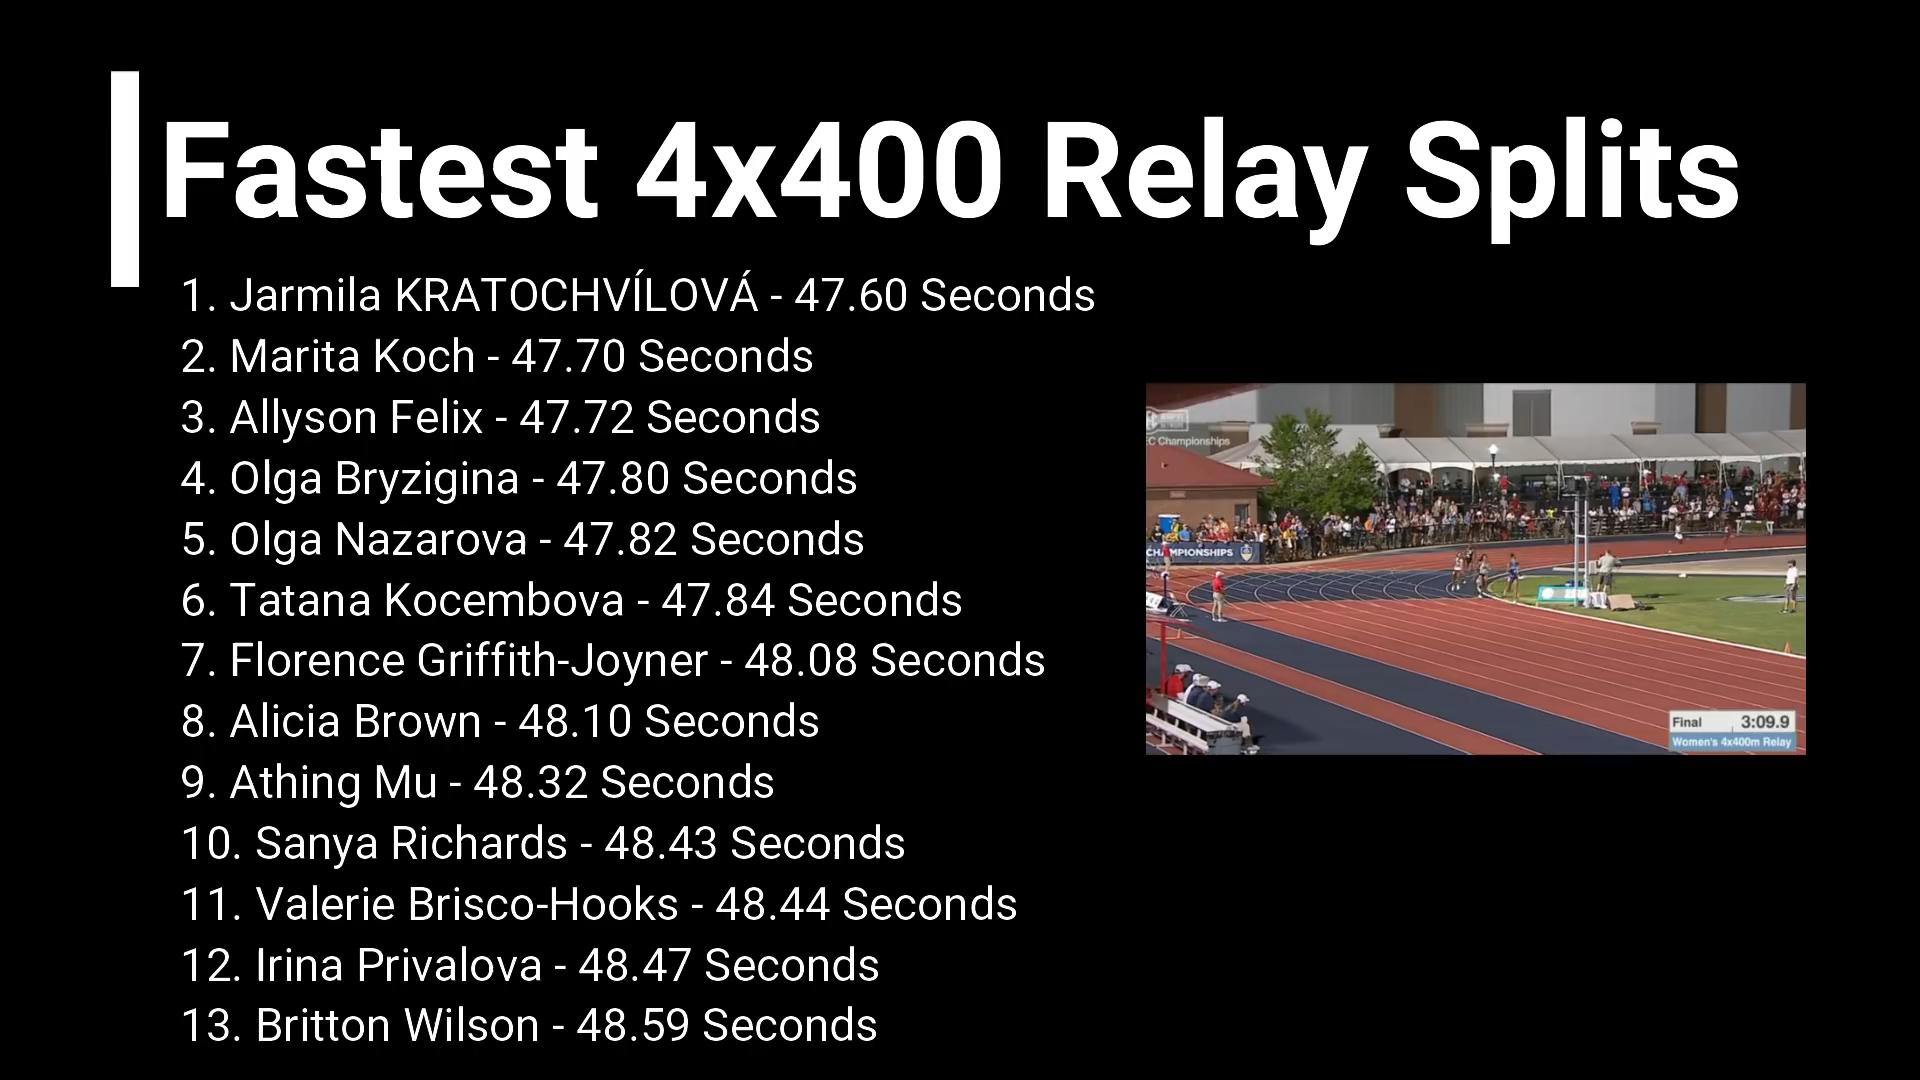 Fastest 4x400 Relay Splits
1. Jarmila KRATOCHVÍLOVÁ - 47.60 Seconds
2. Marita Koch - 47.70 Seconds
3. Allyson Felix - 47.72 Seconds
4. Olga Bryzigina - 47.80 Seconds
5. Olga Nazarova - 47.82 Seconds
6. Tatana Kocembova - 47.84 Seconds
7. Florence Griffith-Joyner - 48.08 Seconds
8. Alicia Brown - 48.10 Seconds
9. Athing Mu - 48.32 Seconds
10. Sanya Richards - 48.43 Seconds
11. Valerie Brisco-Hooks - 48.44 Seconds
12. Irina Privalova - 48.47 Seconds
13. Britton Wilson - 48.59 Seconds
C Championships
CHAMPIONSHIPS
Final 3:09.9
Women's 4x400m Relay